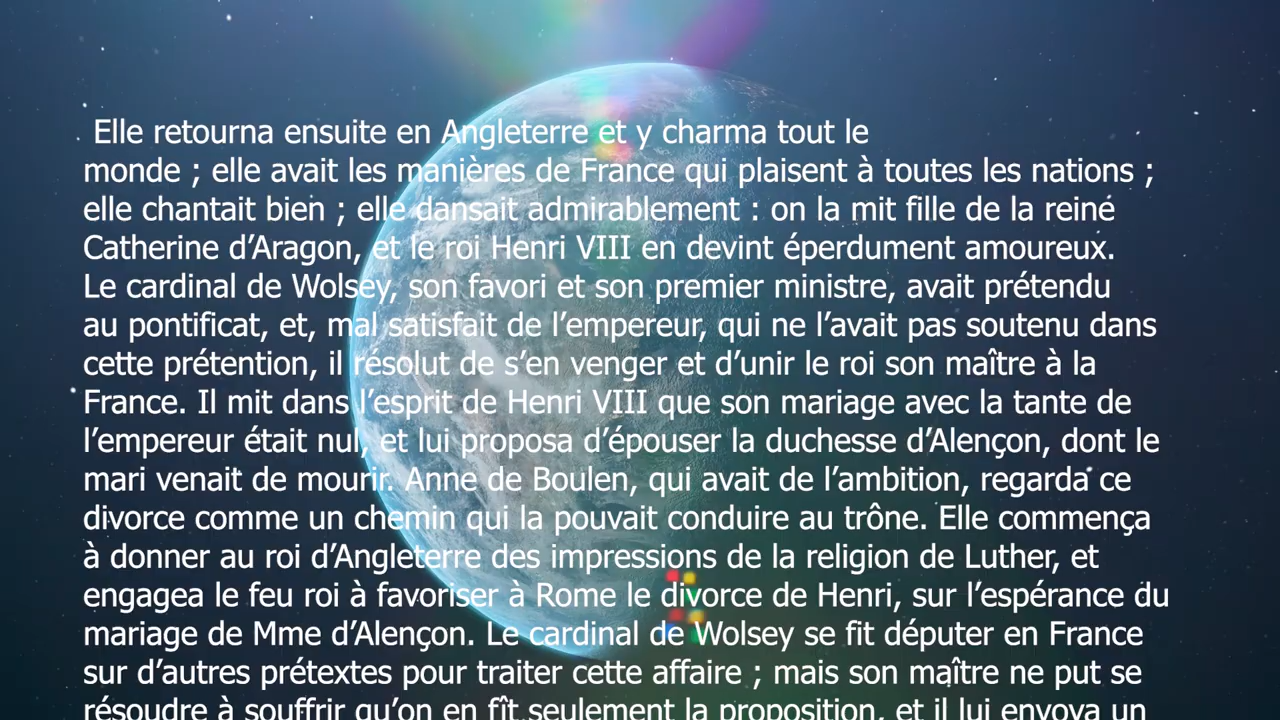 Elle retourna ensuite en Angleterre et y charma tout le
monde ; elle avait les manières de France qui plaisent à toutes les nations ;
elle chantait bien ; elle dansait admirablement : on la mit fille de la reine
Catherine d’Aragon, et le roi Henri VIII en devint éperdument amoureux.
Le cardinal de Wolsey, son favori et son premier ministre, avait prétendu
au pontificat, et, mal satisfait de l’empereur, qui ne l’avait pas soutenu dans
cette prétention, il résolut de s’en venger et d’unir le roi son maître à la
France. Il mit dans l’esprit de Henri VIII que son mariage avec la tante de
l’empereur était nul, et lui proposa d’épouser la duchesse d’Alençon, dont le
mari venait de mourir. Anne de Boulen, qui avait de l’ambition, regarda ce
divorce comme un chemin qui la pouvait conduire au trône. Elle commença
à donner au roi d’Angleterre des impressions de la religion de Luther, et
engagea le feu roi à favoriser à Rome le divorce de Henri, sur l’espérance du
mariage de Mme d’Alençon. Le cardinal de Wolsey se fit députer en France
sur d’autres prétextes pour traiter cette affaire ; mais son maître ne put se
résoudre à souffrir qu’on en fît seulement la proposition, et il lui envoya un